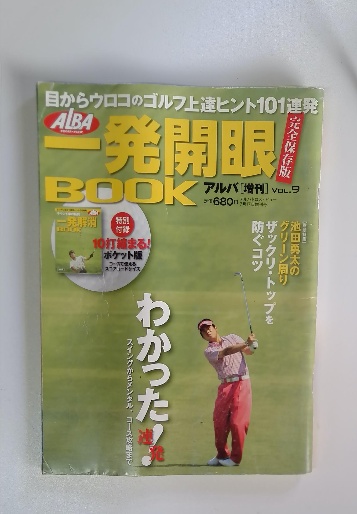 目からウロコのゴルフ上達ヒント101連発
ALBA
一発開眼
BOOK
完全保存版
アルバ［増刊］VOL.9
680円
特別
付録
一発解消
10打縮まる!
ポケット版
池田勇太の
グリーン周り
ザックリ・トップを
防ぐコツ
わかった!
連発
スイングからメンタル、コース攻略まで